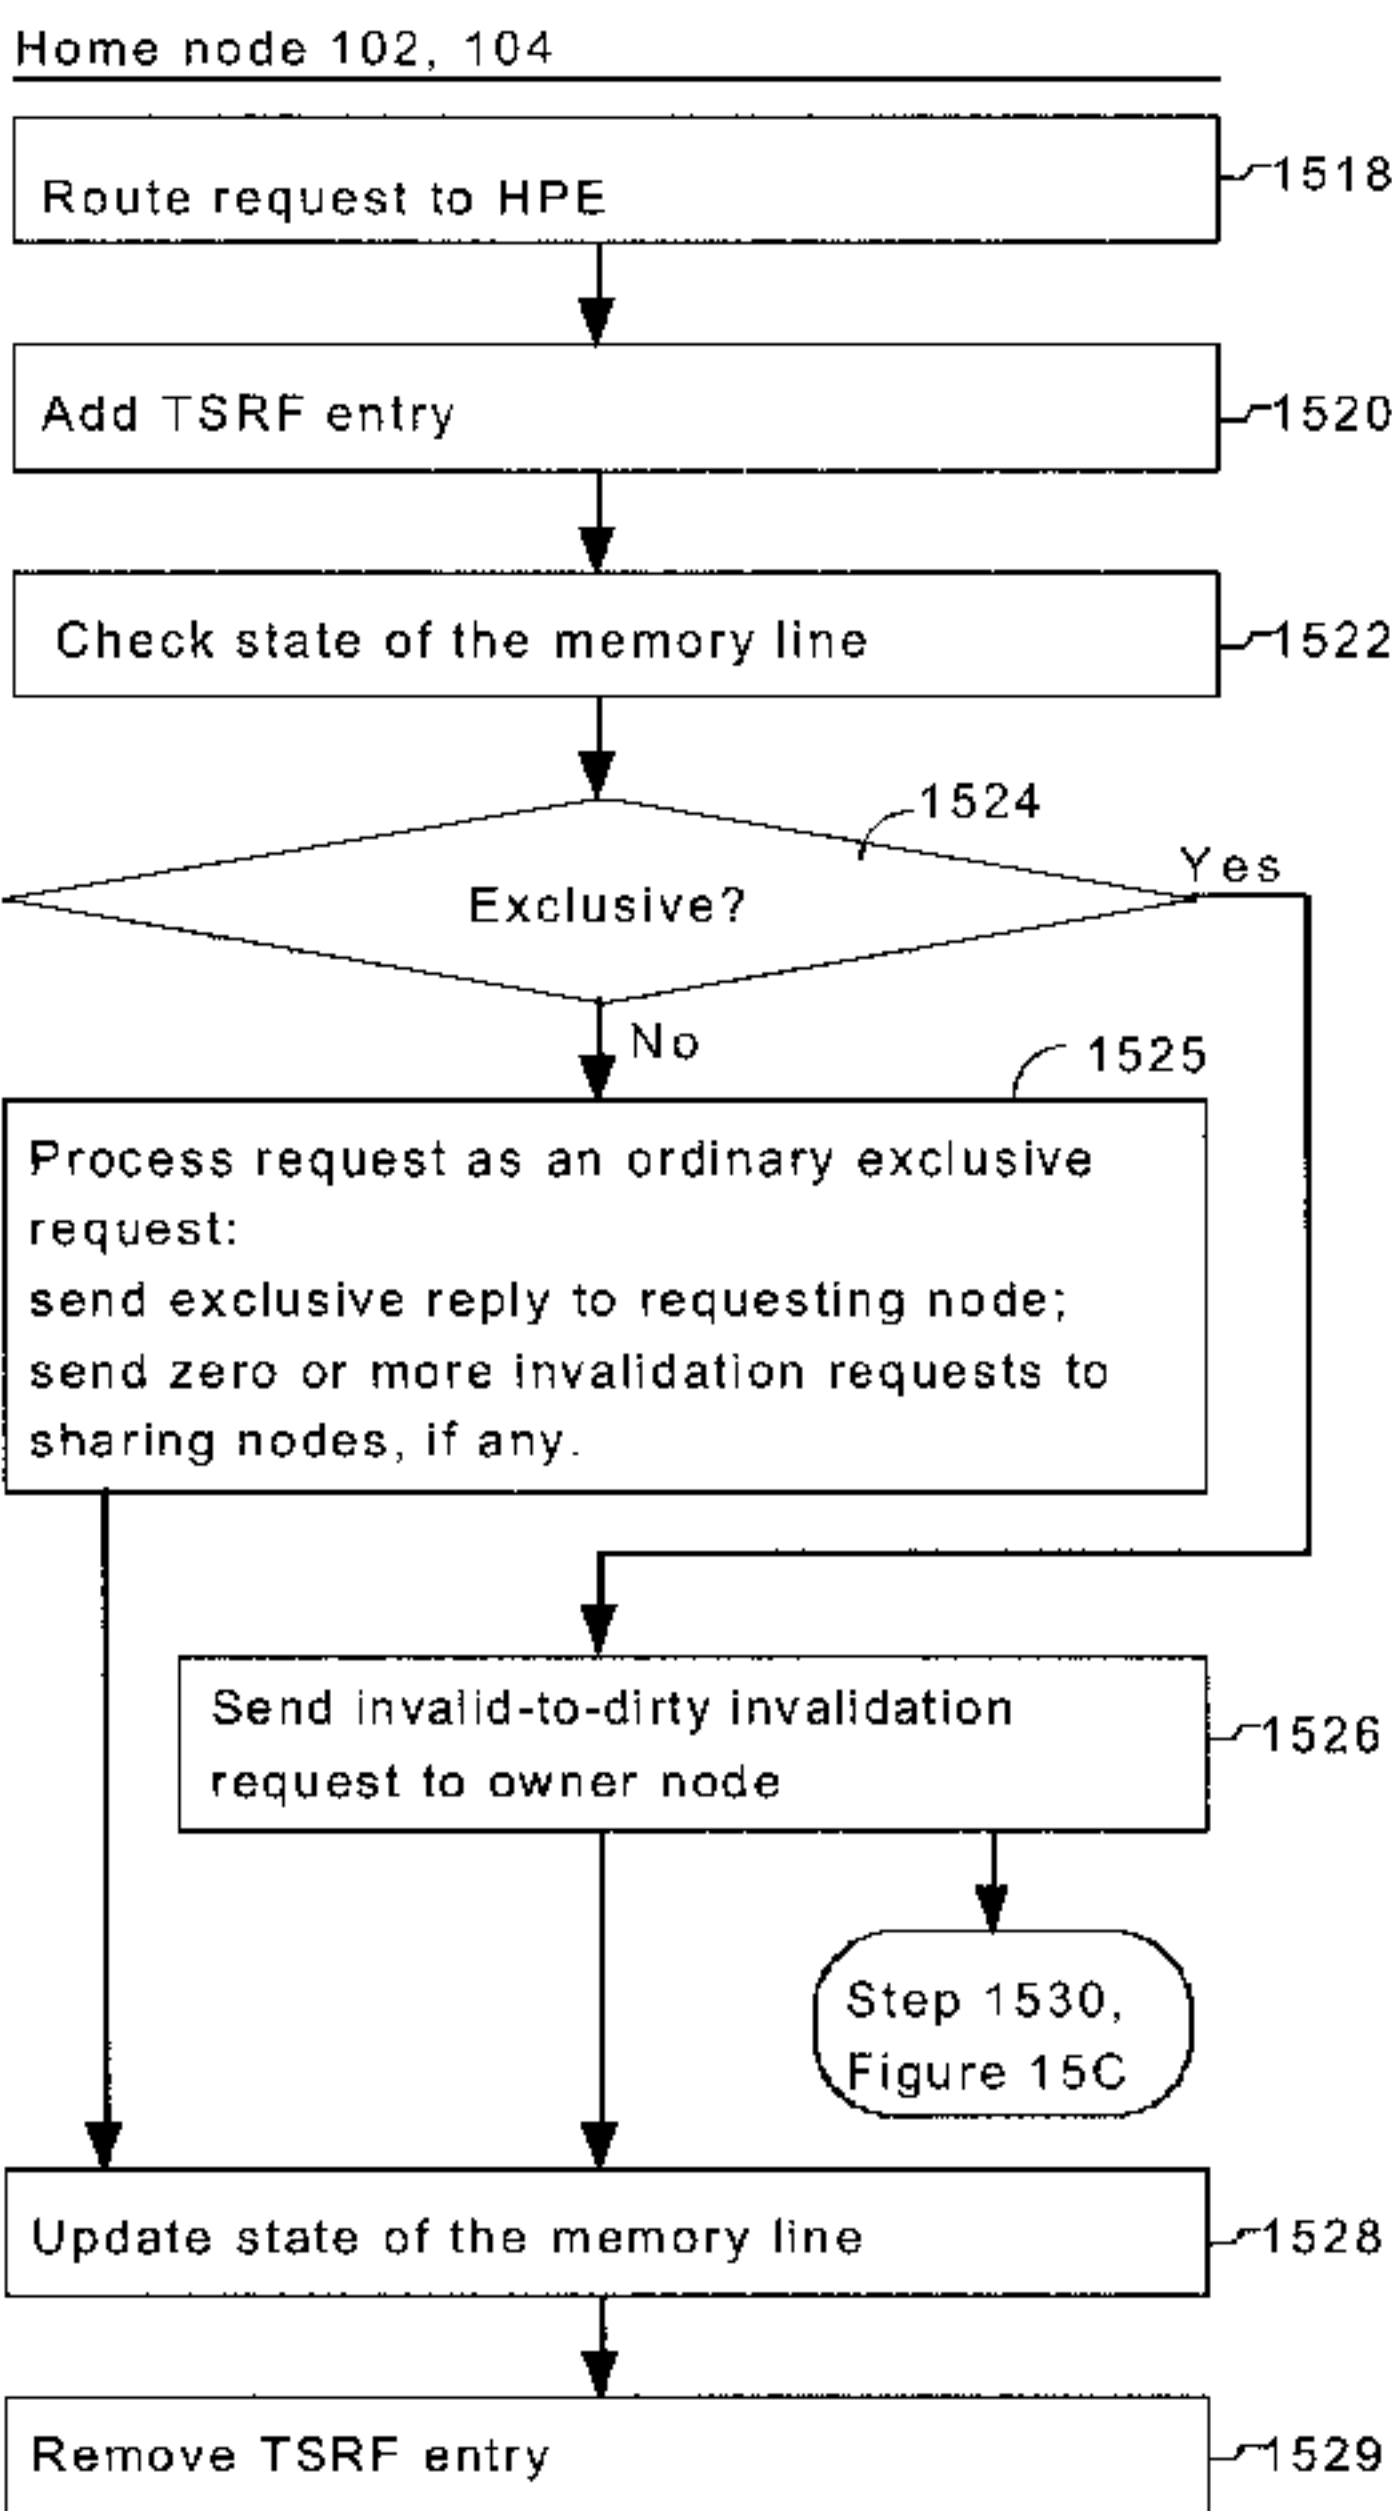 Home node 102, 104
Route request to HPE
1518
Add TSRF entry
1520
Check state of the memory line
1522
1524
Exclusive?
Yes
No
1525
Process request as an ordinary exclusive
request:
send exclusive reply to requesting node;
send zero or more invalidation requests to
sharing nodes, if any.
Send invalid-to-dirty invalidation
request to owner node
1526
Step 1530,
Figure 15C
Update state of the memory line
1528
Remove TSRF entry
1529